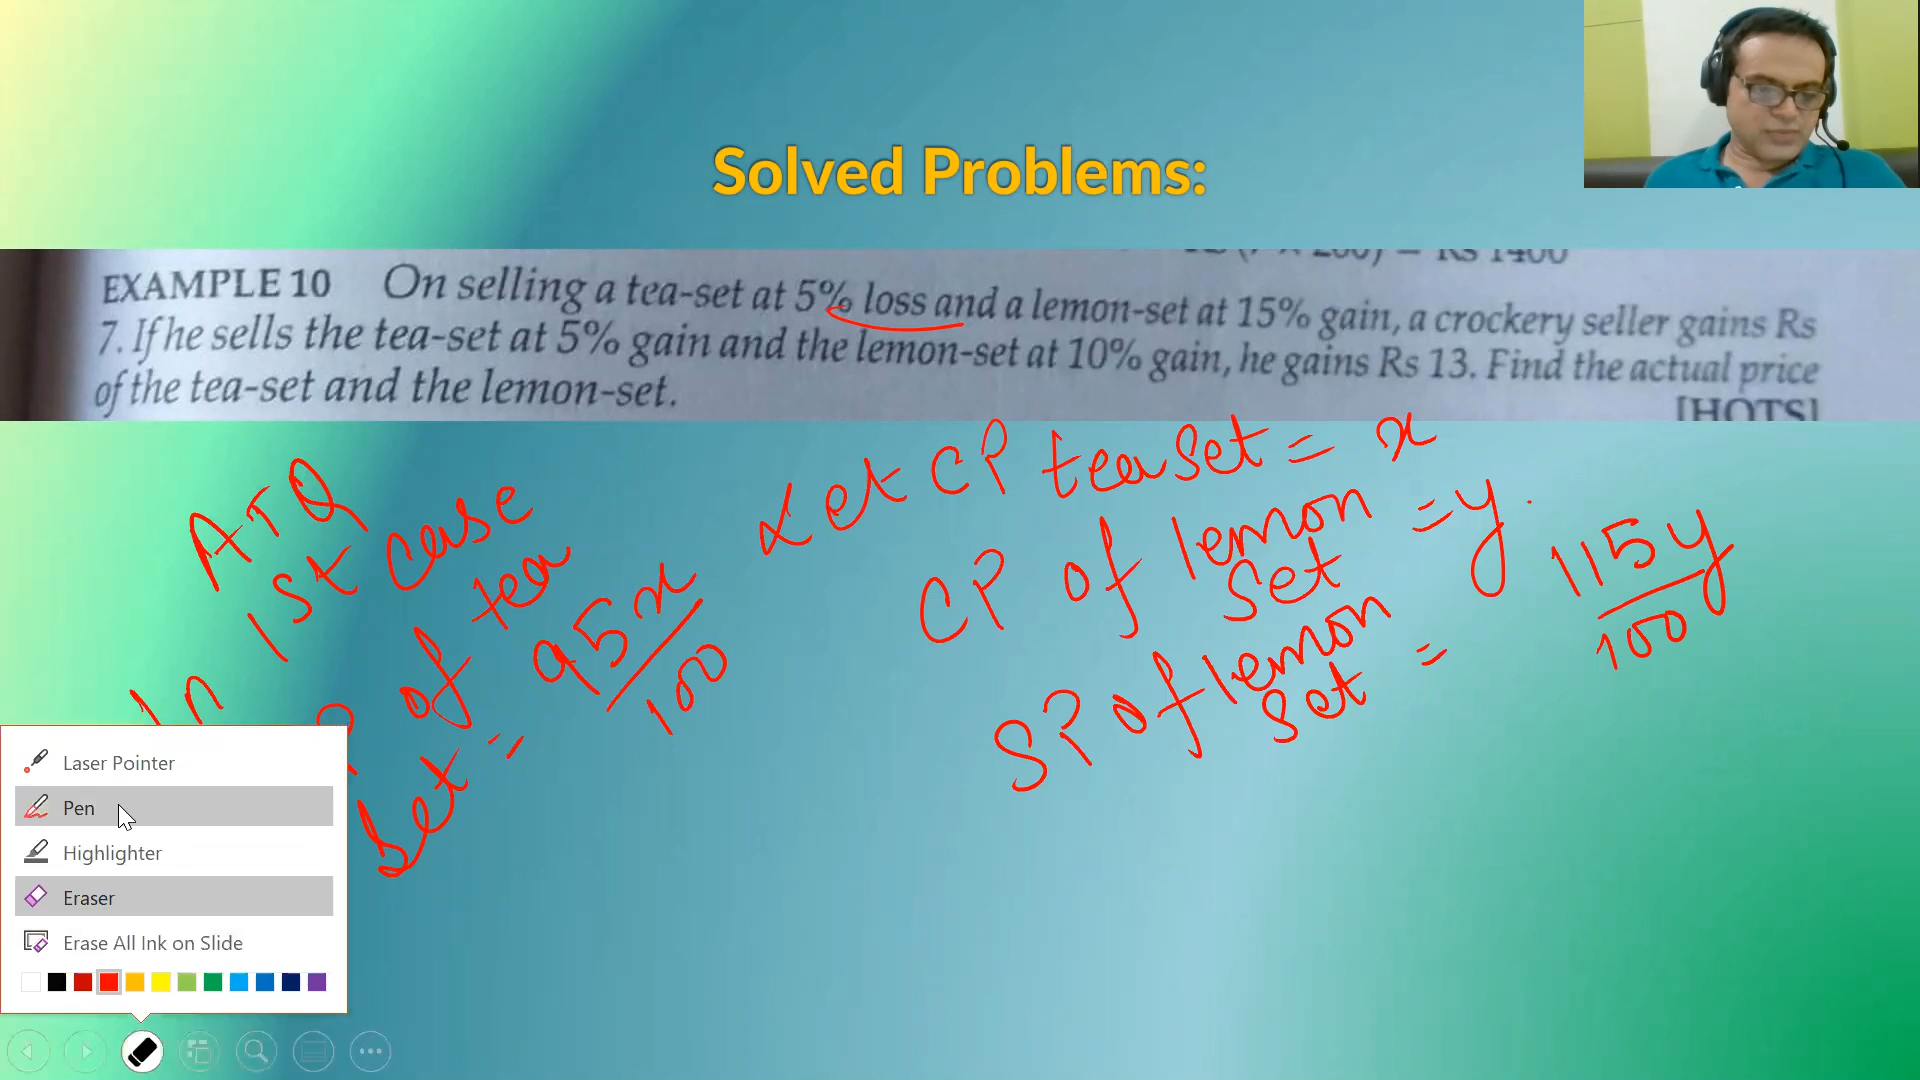 Solved Problems:
Rs 1400
EXAMPLE 10 On selling a tea-set at 5% loss and a lemon-set at 15% gain, a crockery seller gains Rs
7. If he sells the tea-set at 5% gain and the lemon-set at 10% gain, he gains Rs 13. Find the actual price
of the tea-set and the lemon-set.
[HOTS]
Let CP tea set = x
CP of lemon set = y.
SP of lemon set = 115y/100
ATQ
In 1st case
of tea
set = 95x/100
Laser Pointer
Pen
Highlighter
Eraser
Erase All Ink on Slide